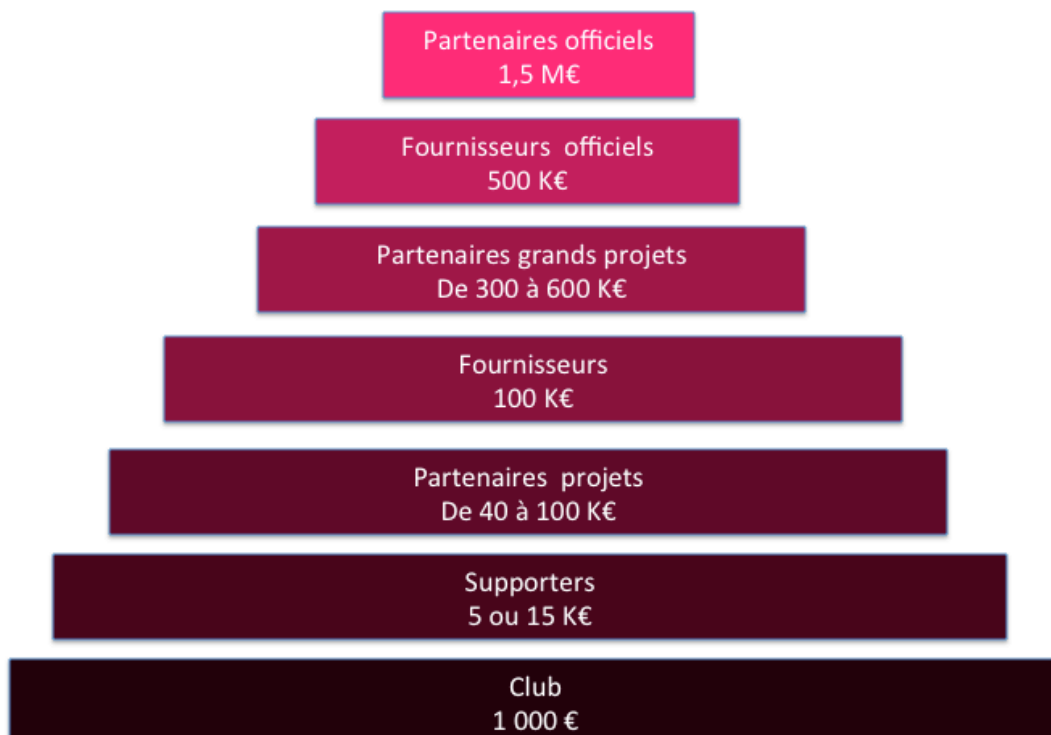 Partenaires officiels
1,5 M€
Fournisseurs officiels
500 K€
Partenaires grands projets
De 300 à 600 K€
Fournisseurs
100 K€
Partenaires projets
De 40 à 100 K€
Supporters
5 ou 15 K€
Club
1 000 €